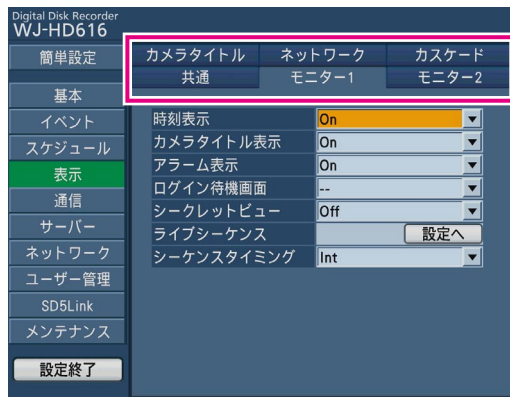 Digital Disk Recorder
WJ-HD616
簡単設定
基本
イベント
スケジュール
表示
通信
サーバー
ネットワーク
ユーザー管理
SD5Link
メンテナンス
設定終了
カメラタイトル ネットワーク カスケード
共通 モニター1 モニター2
時刻表示 On
カメラタイトル表示 On
アラーム表示 On
ログイン待機画面 --
シークレットビュー Off
ライブシーケンス 設定へ
シーケンスタイミング Int